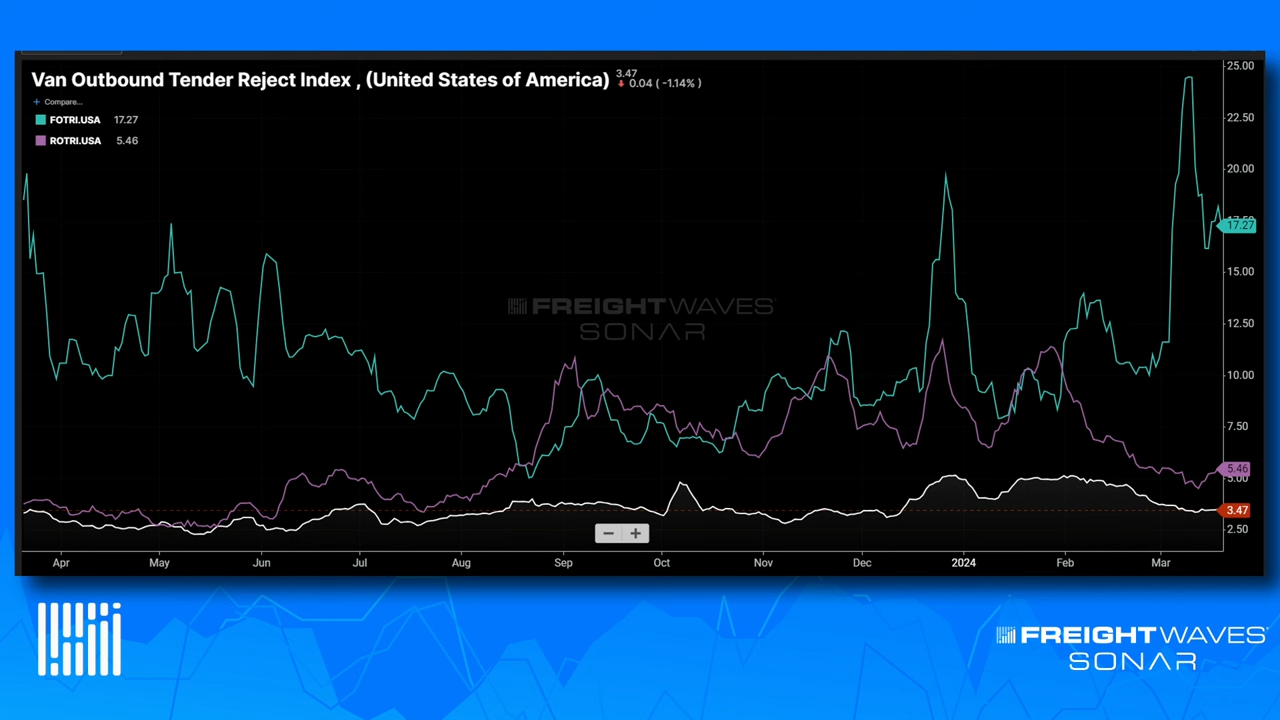 Van Outbound Tender Reject Index , (United States of America) 3.47
0.04 ( -1.14% )
+ Compare...
FOTRI.USA 17.27
ROTRI.USA 5.46
25.00
22.50
20.00
17.50
17.27
15.00
12.50
10.00
7.50
5.46
5.00
3.47
2.50
FREIGHTWAVES
SONAR
− +
Apr May Jun Jul Aug Sep Oct Nov Dec 2024 Feb Mar
FREIGHTWAVES
SONAR